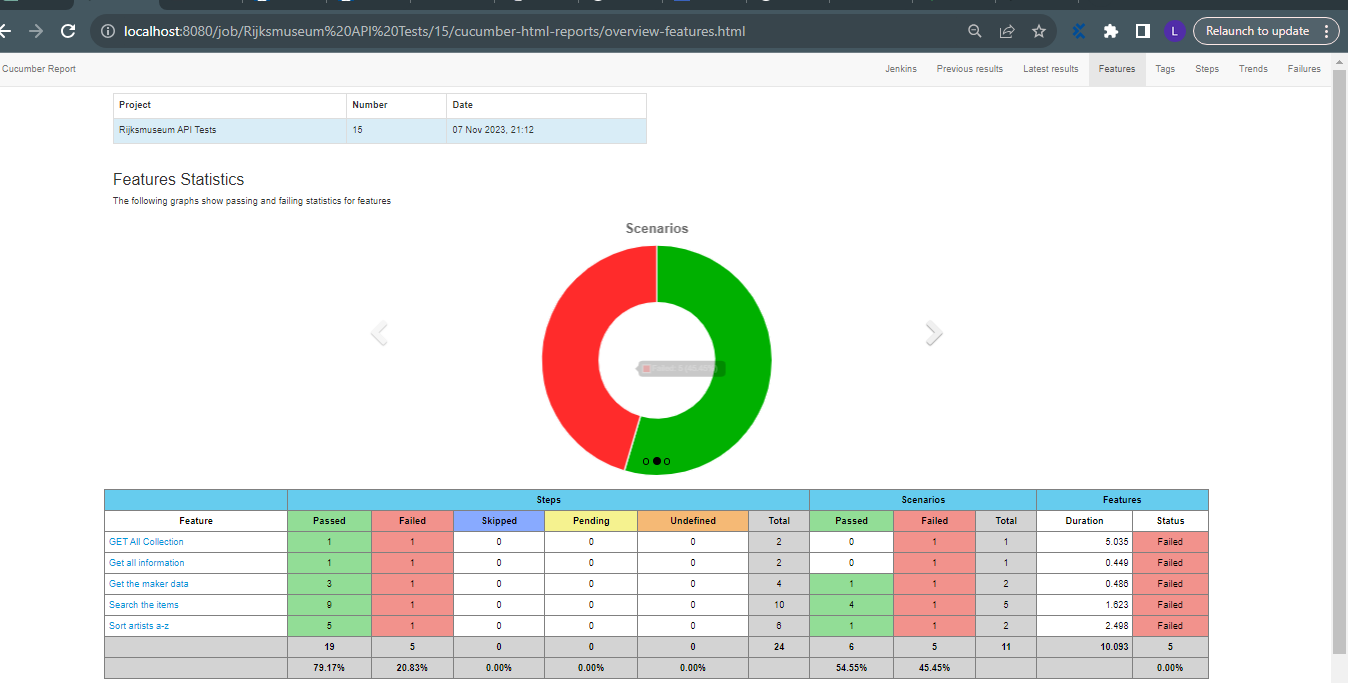 localhost:8080/job/Rijksmuseum%20API%20Tests/15/cucumber-html-reports/overview-features.html L Relaunch to update
Cucumber Report Jenkins Previous results Latest results Features Tags Steps Trends Failures
Project Number Date
Rijksmuseum API Tests 15 07 Nov 2023, 21:12
Features Statistics
The following graphs show passing and failing statistics for features
Scenarios
Steps Scenarios Features
Feature Passed Failed Skipped Pending Undefined Total Passed Failed Total Duration Status
GET All Collection 1 1 0 0 0 2 0 1 1 5.035 Failed
Get all information 1 1 0 0 0 2 0 1 1 0.449 Failed
Get the maker data 3 1 0 0 0 4 1 1 2 0.486 Failed
Search the items 9 1 0 0 0 10 4 1 5 1.623 Failed
Sort artists a-z 5 1 0 0 0 6 1 1 2 2.498 Failed
19 5 0 0 0 24 6 5 11 10.093 5
79.17% 20.83% 0.00% 0.00% 0.00% 54.55% 45.45% 0.00%